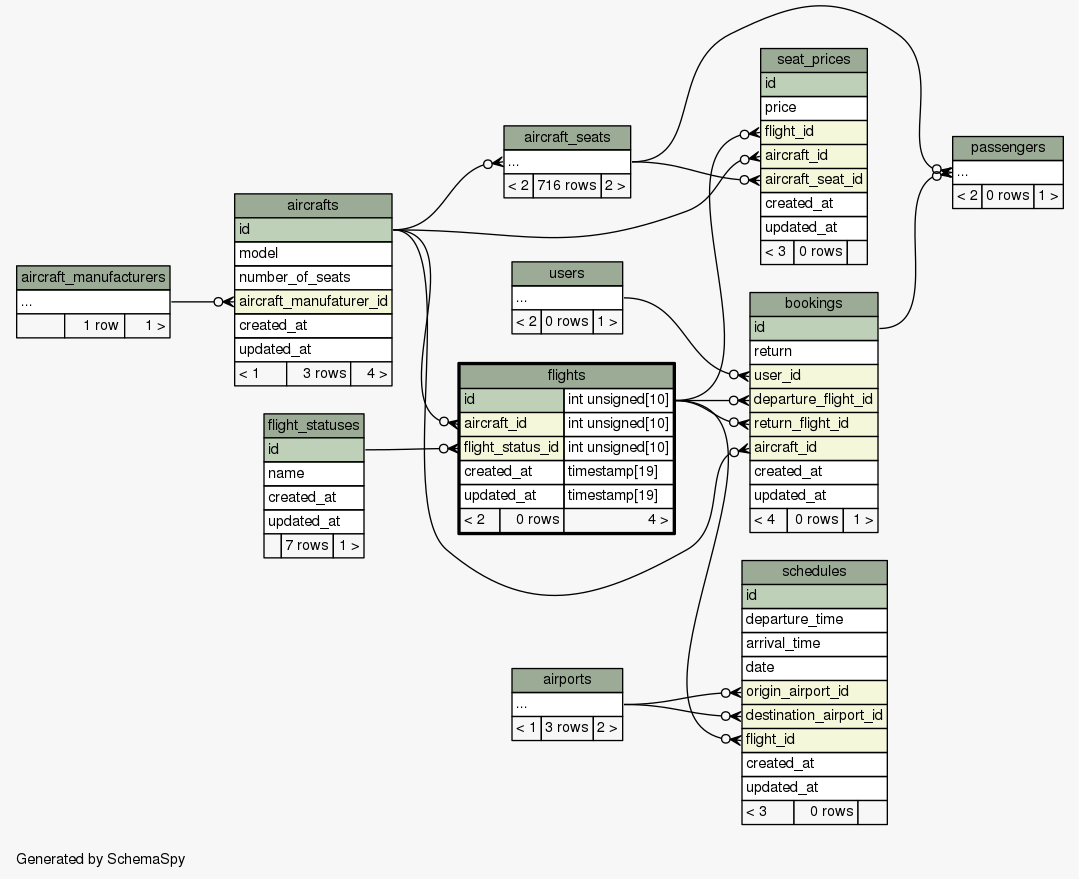 seat_prices
id
price
flight_id
aircraft_id
aircraft_seat_id
created_at
updated_at
< 3 0 rows
aircraft_seats
...
< 2 716 rows 2 >
passengers
...
< 2 0 rows 1 >
aircrafts
id
model
number_of_seats
aircraft_manufaturer_id
created_at
updated_at
< 1 3 rows 4 >
aircraft_manufacturers
...
1 row 1 >
users
...
< 2 0 rows 1 >
bookings
id
return
user_id
departure_flight_id
return_flight_id
aircraft_id
created_at
updated_at
< 4 0 rows 1 >
flights
id int unsigned[10]
aircraft_id int unsigned[10]
flight_status_id int unsigned[10]
created_at timestamp[19]
updated_at timestamp[19]
< 2 0 rows 4 >
flight_statuses
id
name
created_at
updated_at
7 rows 1 >
schedules
id
departure_time
arrival_time
date
origin_airport_id
destination_airport_id
flight_id
created_at
updated_at
< 3 0 rows
airports
...
< 1 3 rows 2 >
Generated by SchemaSpy